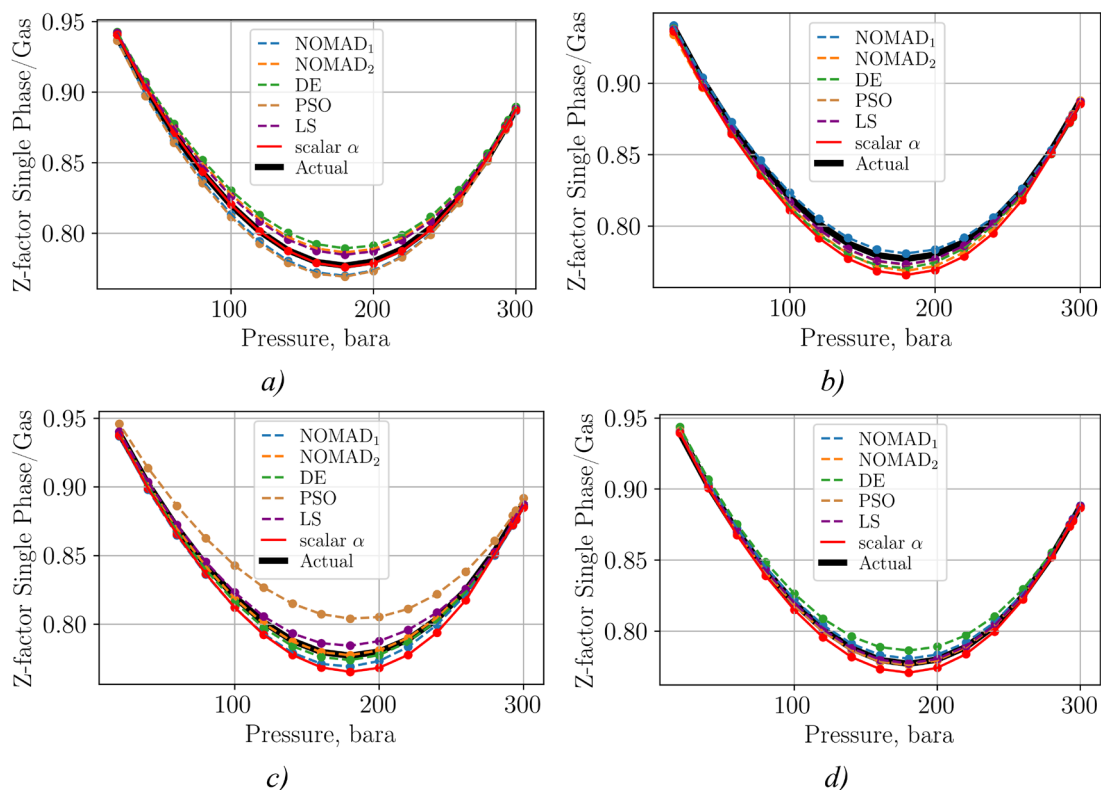 Z-factor Single Phase/Gas
0.95
0.90
0.85
0.80
NOMAD₁
NOMAD₂
DE
PSO
LS
scalar α
Actual
100
200
300
Pressure, bara
a)
Z-factor Single Phase/Gas
0.90
0.85
0.80
NOMAD₁
NOMAD₂
DE
PSO
LS
scalar α
Actual
100
200
300
Pressure, bara
b)
Z-factor Single Phase/Gas
0.95
0.90
0.85
0.80
NOMAD₁
NOMAD₂
DE
PSO
LS
scalar α
Actual
100
200
300
Pressure, bara
c)
Z-factor Single Phase/Gas
0.95
0.90
0.85
0.80
NOMAD₁
NOMAD₂
DE
PSO
LS
scalar α
Actual
100
200
300
Pressure, bara
d)